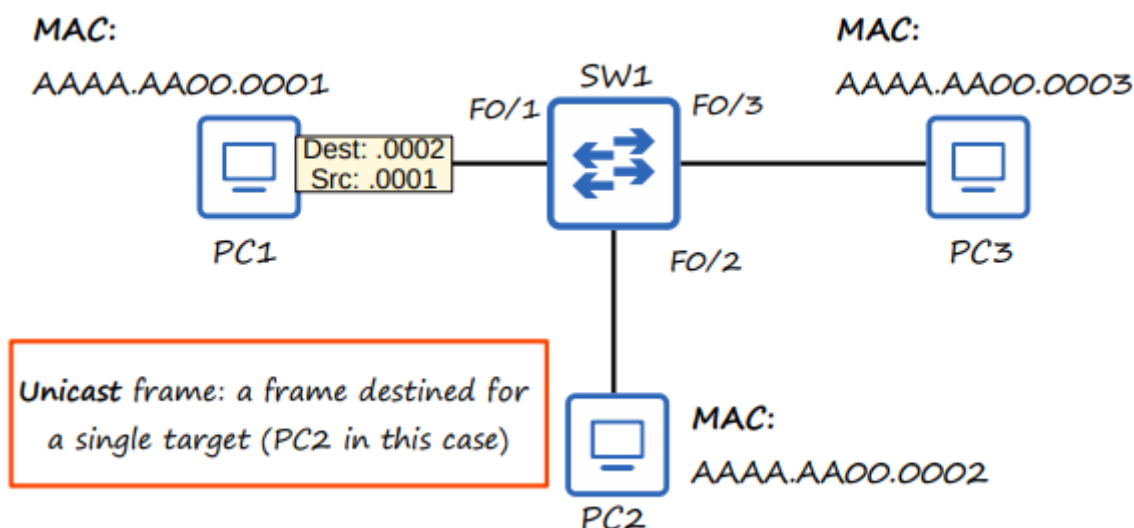 MAC:
AAAA.AA00.0001
MAC:
AAAA.AA00.0003
SW1
F0/1
F0/3
Dest: .0002
Src: .0001
PC1
PC3
F0/2
Unicast frame: a frame destined for
a single target (PC2 in this case)
MAC:
AAAA.AA00.0002
PC2